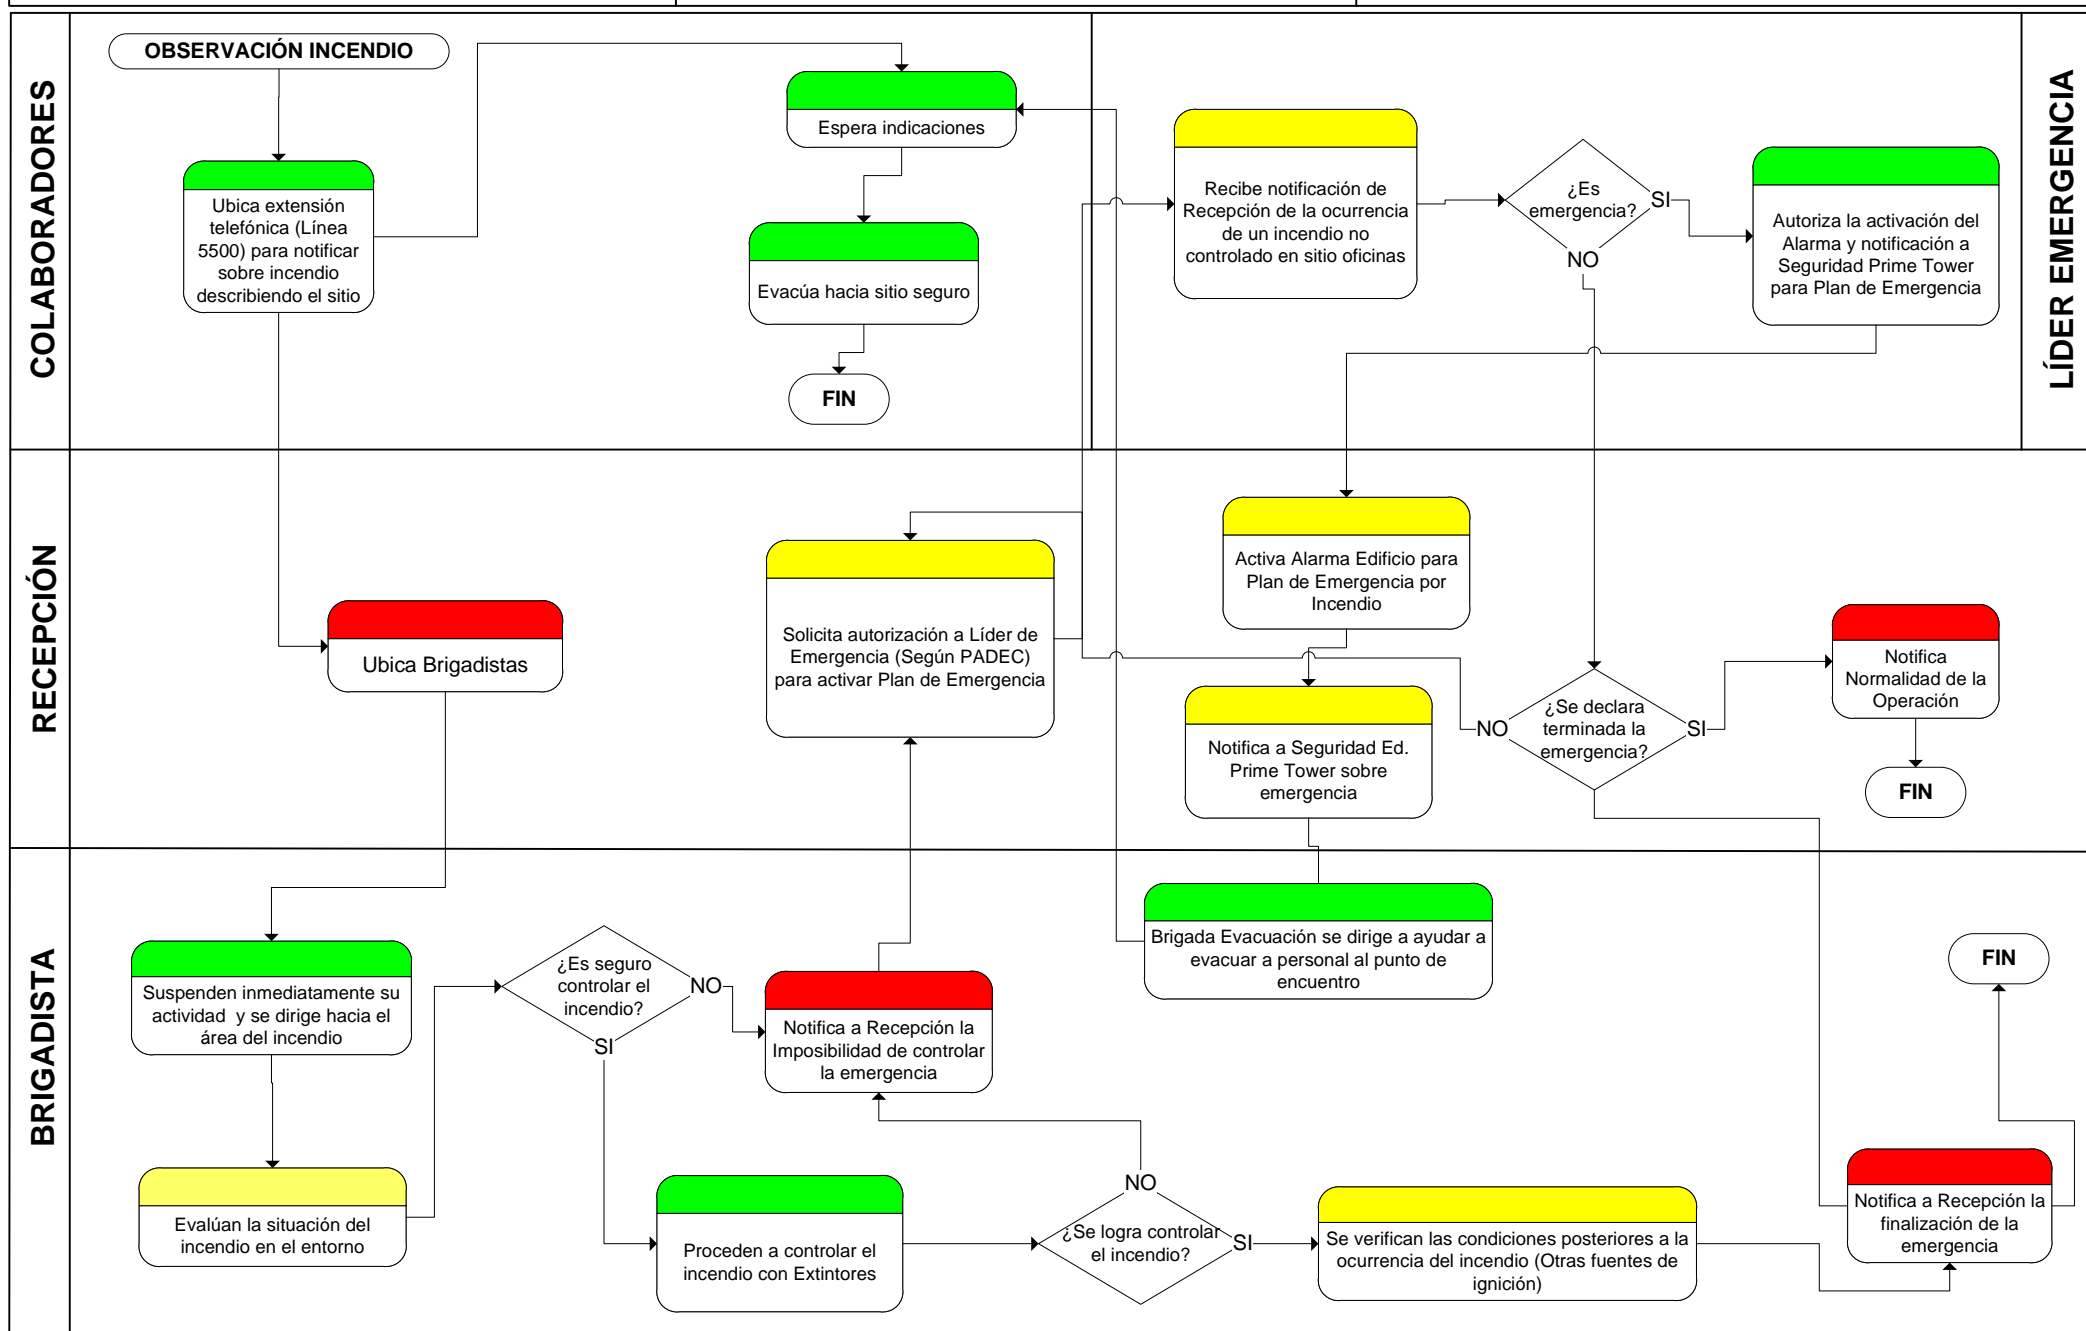 COLABORADORES
OBSERVACIÓN INCENDIO
Ubica extensión
telefónica (Línea
5500) para notificar
sobre incendio
describiendo el sitio
Espera indicaciones
Evacúa hacia sitio seguro
FIN
LÍDER EMERGENCIA
Recibe notificación de
Recepción de la ocurrencia
de un incendio no
controlado en sitio oficinas
¿Es
emergencia?
SI
NO
Autoriza la activación del
Alarma y notificación a
Seguridad Prime Tower
para Plan de Emergencia
RECEPCIÓN
Ubica Brigadistas
Solicita autorización a Líder de
Emergencia (Según PADEC)
para activar Plan de Emergencia
Activa Alarma Edificio para
Plan de Emergencia por
Incendio
Notifica a Seguridad Ed.
Prime Tower sobre
emergencia
NO
¿Se declara
terminada la
emergencia?
SI
Notifica
Normalidad de la
Operación
FIN
BRIGADISTA
Suspenden inmediatamente su
actividad y se dirige hacia el
área del incendio
Evalúan la situación del
incendio en el entorno
¿Es seguro
controlar el
incendio?
NO
SI
Notifica a Recepción la
Imposibilidad de controlar
la emergencia
Proceden a controlar el
incendio con Extintores
Brigada Evacuación se dirige a ayudar a
evacuar a personal al punto de
encuentro
NO
¿Se logra controlar
el incendio?
SI
Se verifican las condiciones posteriores a la
ocurrencia del incendio (Otras fuentes de
ignición)
Notifica a Recepción la
finalización de la
emergencia
FIN